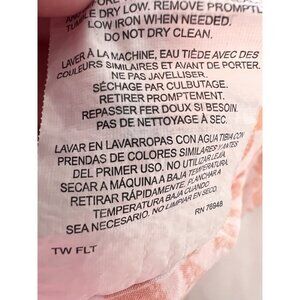 TUMBLE DRY LOW. REMOVE PROMPTL
LOW IRON WHEN NEEDED.
DO NOT DRY CLEAN.
LAVER À LA MACHINE, EAU TIÈDE AVEC DES
COULEURS SIMILAIRES ET AVANT DE PORTER.
NE PAS JAVELLISER.
SÉCHAGE PAR CULBUTAGE.
RETIRER PROMPTEMENT.
REPASSER FER DOUX SI BESOIN.
PAS DE NETTOYAGE À SEC.
LAVAR EN LAVARROPAS CON AGUA TIBIA CON
PRENDAS DE COLORES SIMILARES Y ANTES
DEL PRIMER USO. NO UTILIZAR LEJIA.
SECAR A MÁQUINA A BAJA TEMPERATURA.
RETIRAR RÁPIDAMENTE. PLANCHAR A
TEMPERATURA BAJA CUANDO
SEA NECESARIO. NO LIMPIAR EN SECO.
RN 76948
TW FLT